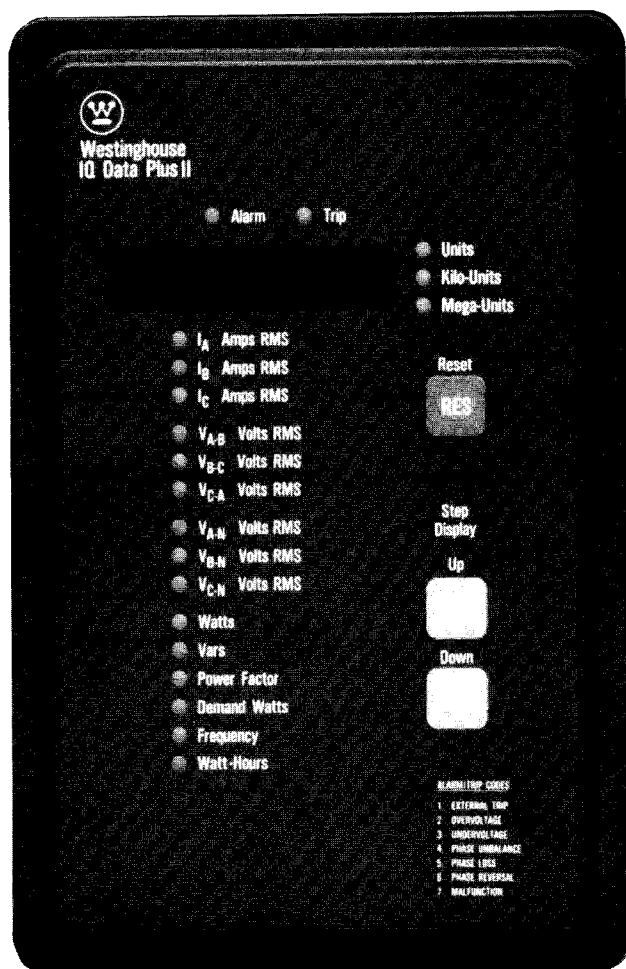 W
Westinghouse
IQ Data Plus II
Alarm Trip
Units
Kilo-Units
Mega-Units
IA Amps RMS
IB Amps RMS
IC Amps RMS
VA-B Volts RMS
VB-C Volts RMS
VC-A Volts RMS
VA-N Volts RMS
VB-N Volts RMS
VC-N Volts RMS
Watts
Vars
Power Factor
Demand Watts
Frequency
Watt-Hours
Reset
RES
Step
Display
Up
Down
ALARM/TRIP CODES
1 EXTERNAL TRIP
2 OVERVOLTAGE
3 UNDERVOLTAGE
4 PHASE UNBALANCE
5 PHASE LOSS
6 PHASE REVERSAL
7 MALFUNCTION